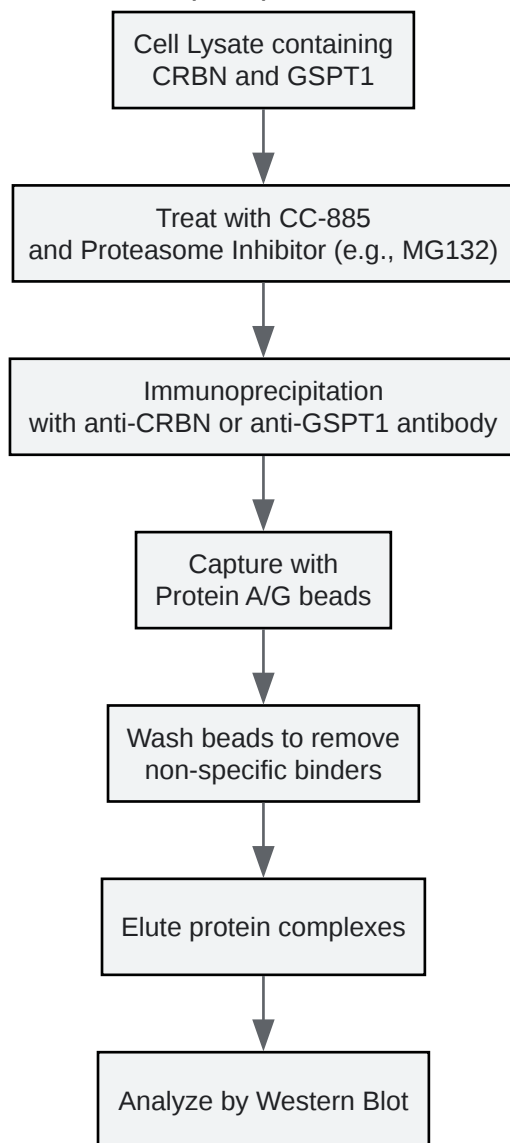 Cell Lysate containing
CRBN and GSPT1
Treat with CC-885
and Proteasome Inhibitor (e.g., MG132)
Immunoprecipitation
with anti-CRBN or anti-GSPT1 antibody
Capture with
Protein A/G beads
Wash beads to remove
non-specific binders
Elute protein complexes
Analyze by Western Blot